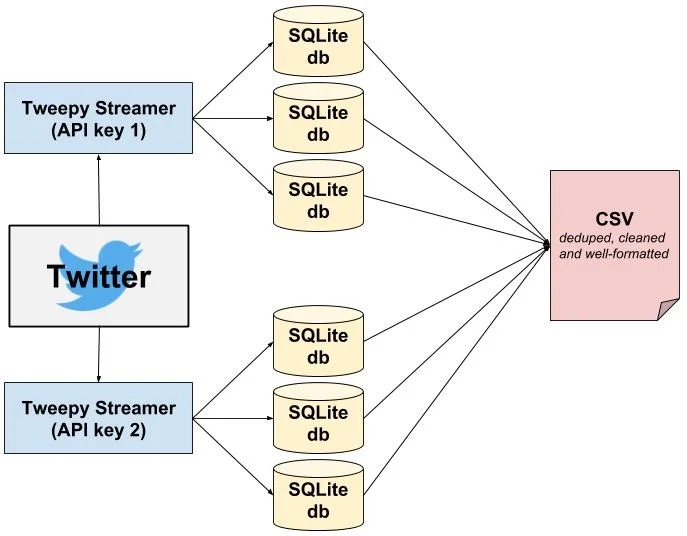 SQLite
db
Tweepy Streamer
(API key 1)
SQLite
db
SQLite
db
CSV
deduped, cleaned
and well-formatted
Twitter
SQLite
db
Tweepy Streamer
(API key 2)
SQLite
db
SQLite
db